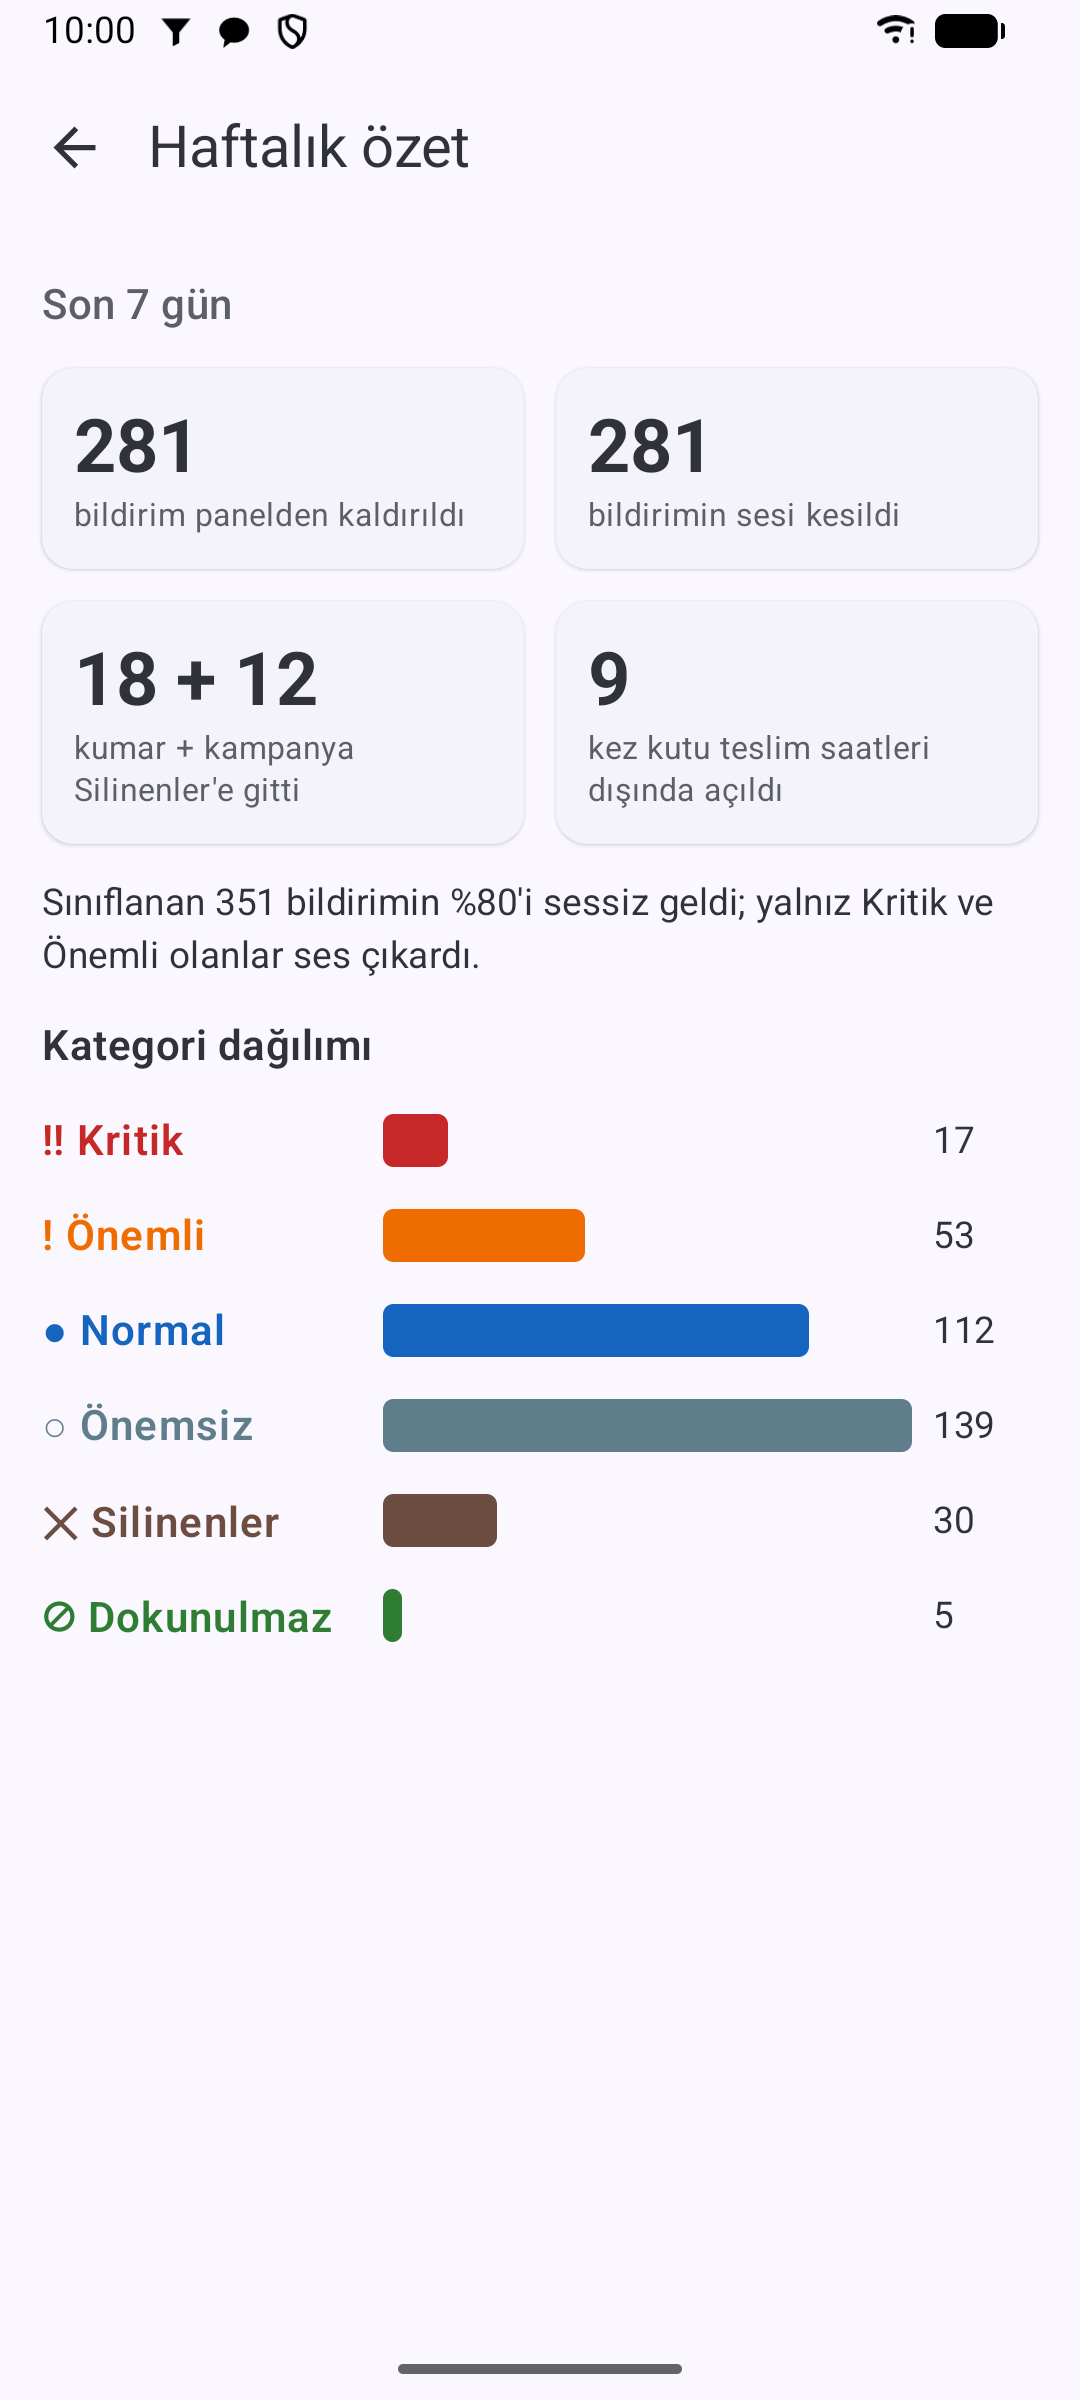 10:00
Haftalık özet
Son 7 gün
281
bildirim panelden kaldırıldı
281
bildirimin sesi kesildi
18 + 12
kumar + kampanya
Silinenler'e gitti
9
kez kutu teslim saatleri
dışında açıldı
Sınıflanan 351 bildirimin %80'i sessiz geldi; yalnız Kritik ve
Önemli olanlar ses çıkardı.
Kategori dağılımı
!! Kritik 17
! Önemli 53
● Normal 112
○ Önemsiz 139
✕ Silinenler 30
⊘ Dokunulmaz 5